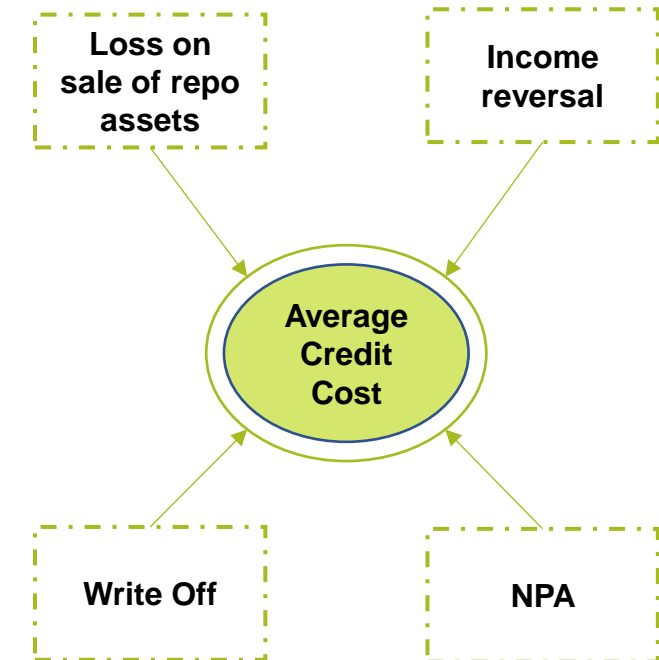 Loss on
sale of repo
assets
Income
reversal
Average
Credit
Cost
Write Off
NPA